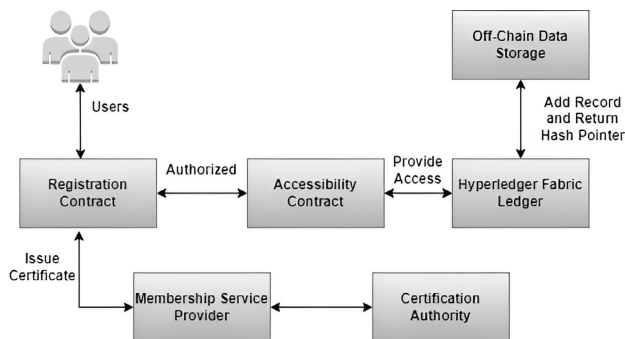 Users
Off-Chain Data
Storage
Add Record
and Return
Hash Pointer
Registration
Contract
Authorized
Accessibility
Contract
Provide
Access
Hyperledger Fabric
Ledger
Issue
Certificate
Membership Service
Provider
Certification
Authority